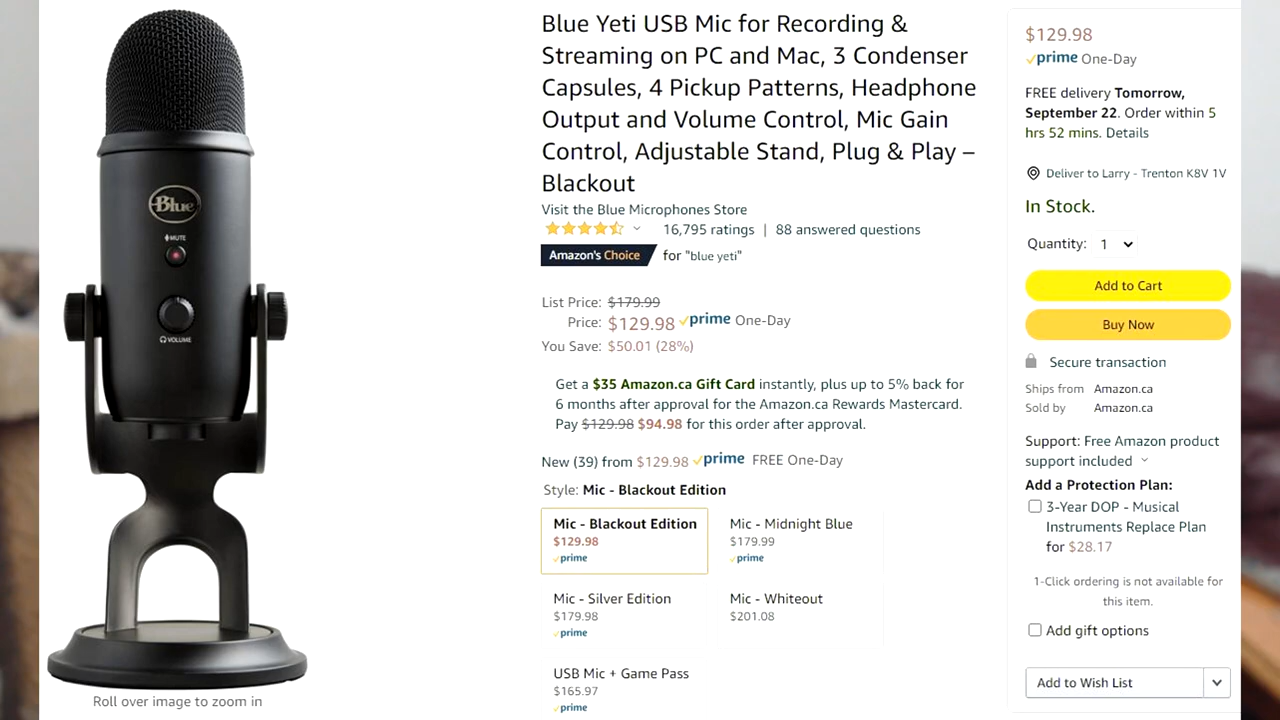 Blue
MUTE
VOLUME
Roll over image to zoom in
Blue Yeti USB Mic for Recording &
Streaming on PC and Mac, 3 Condenser
Capsules, 4 Pickup Patterns, Headphone
Output and Volume Control, Mic Gain
Control, Adjustable Stand, Plug & Play –
Blackout
Visit the Blue Microphones Store
16,795 ratings | 88 answered questions
Amazon's Choice for "blue yeti"
List Price: $179.99
Price: $129.98 prime One-Day
You Save: $50.01 (28%)
Get a $35 Amazon.ca Gift Card instantly, plus up to 5% back for
6 months after approval for the Amazon.ca Rewards Mastercard.
Pay $129.98 $94.98 for this order after approval.
New (39) from $129.98 prime FREE One-Day
Style: Mic - Blackout Edition
Mic - Blackout Edition
$129.98
prime
Mic - Midnight Blue
$179.99
prime
Mic - Silver Edition
$179.98
prime
Mic - Whiteout
$201.08
USB Mic + Game Pass
$165.97
prime
$129.98
prime One-Day
FREE delivery Tomorrow,
September 22. Order within 5
hrs 52 mins. Details
Deliver to Larry - Trenton K8V 1V
In Stock.
Quantity: 1
Add to Cart
Buy Now
Secure transaction
Ships from Amazon.ca
Sold by Amazon.ca
Support: Free Amazon product
support included
Add a Protection Plan:
3-Year DOP - Musical
Instruments Replace Plan
for $28.17
1-Click ordering is not available for
this item.
Add gift options
Add to Wish List